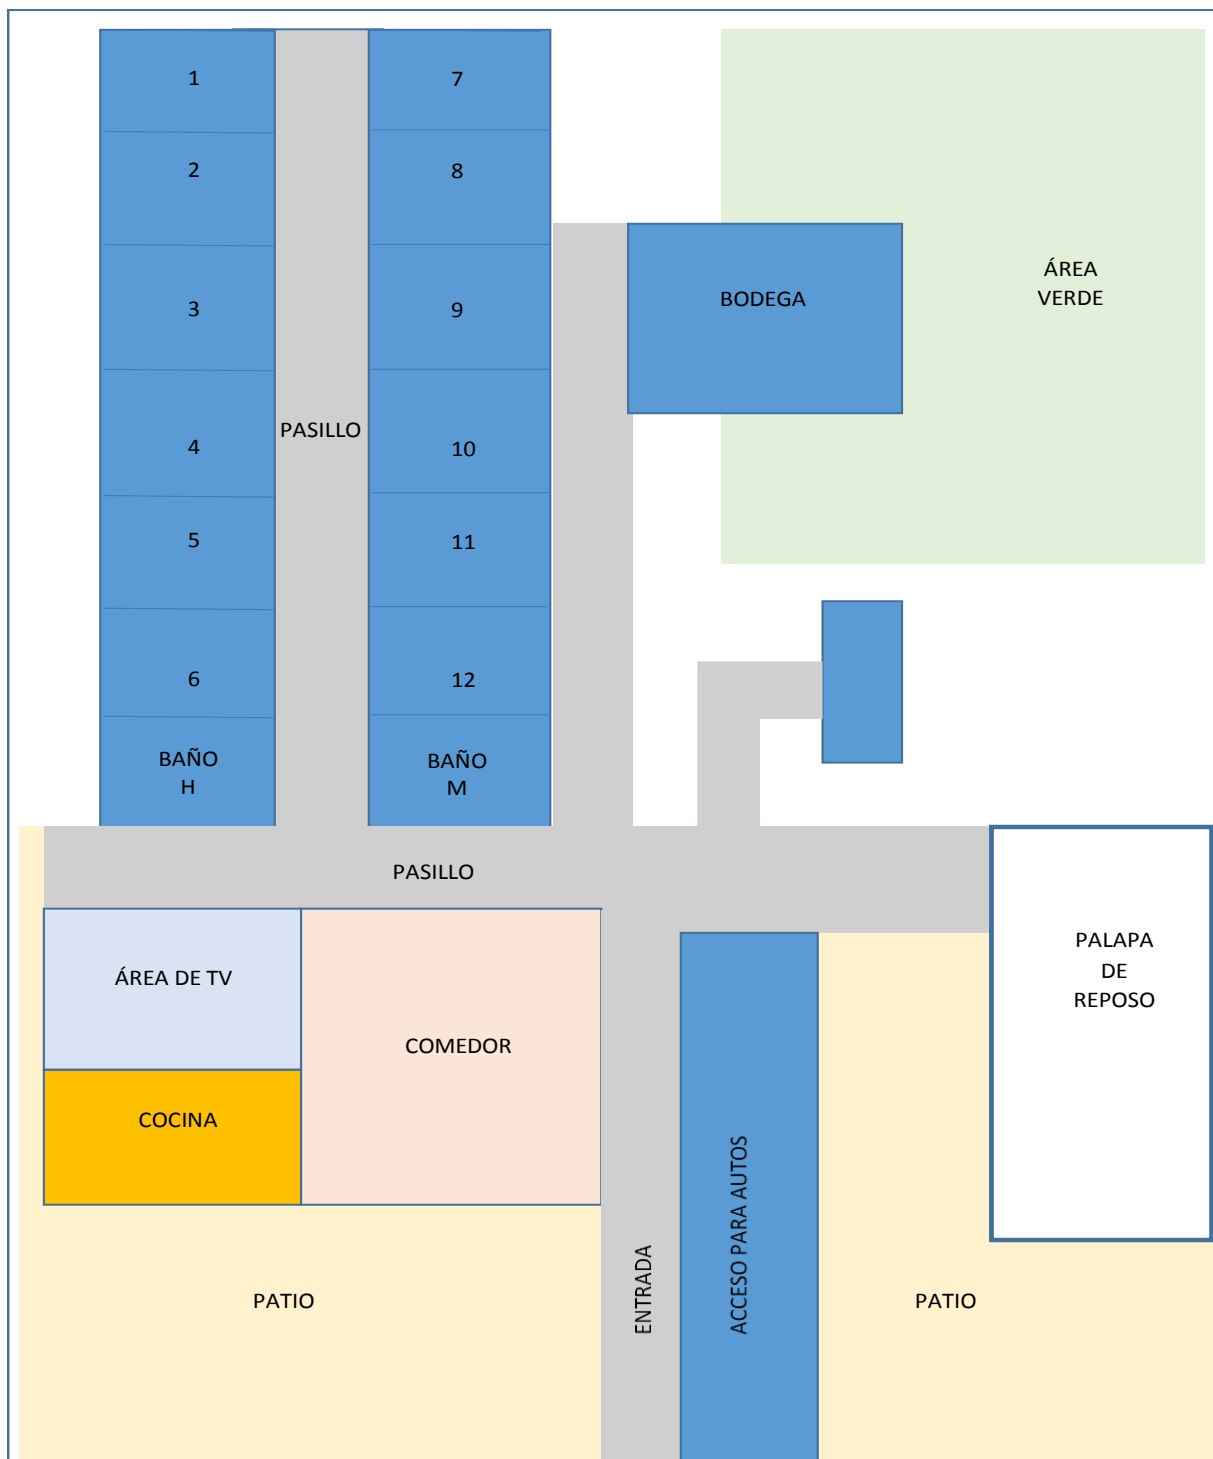 1
7
2
8
3
9
ÁREA
VERDE
BODEGA
4
10
PASILLO
5
11
6
12
BAÑO
H
BAÑO
M
PASILLO
ÁREA DE TV
COMEDOR
COCINA
PALAPA
DE
REPOSO
ENTRADA
ACCESO PARA AUTOS
PATIO
PATIO